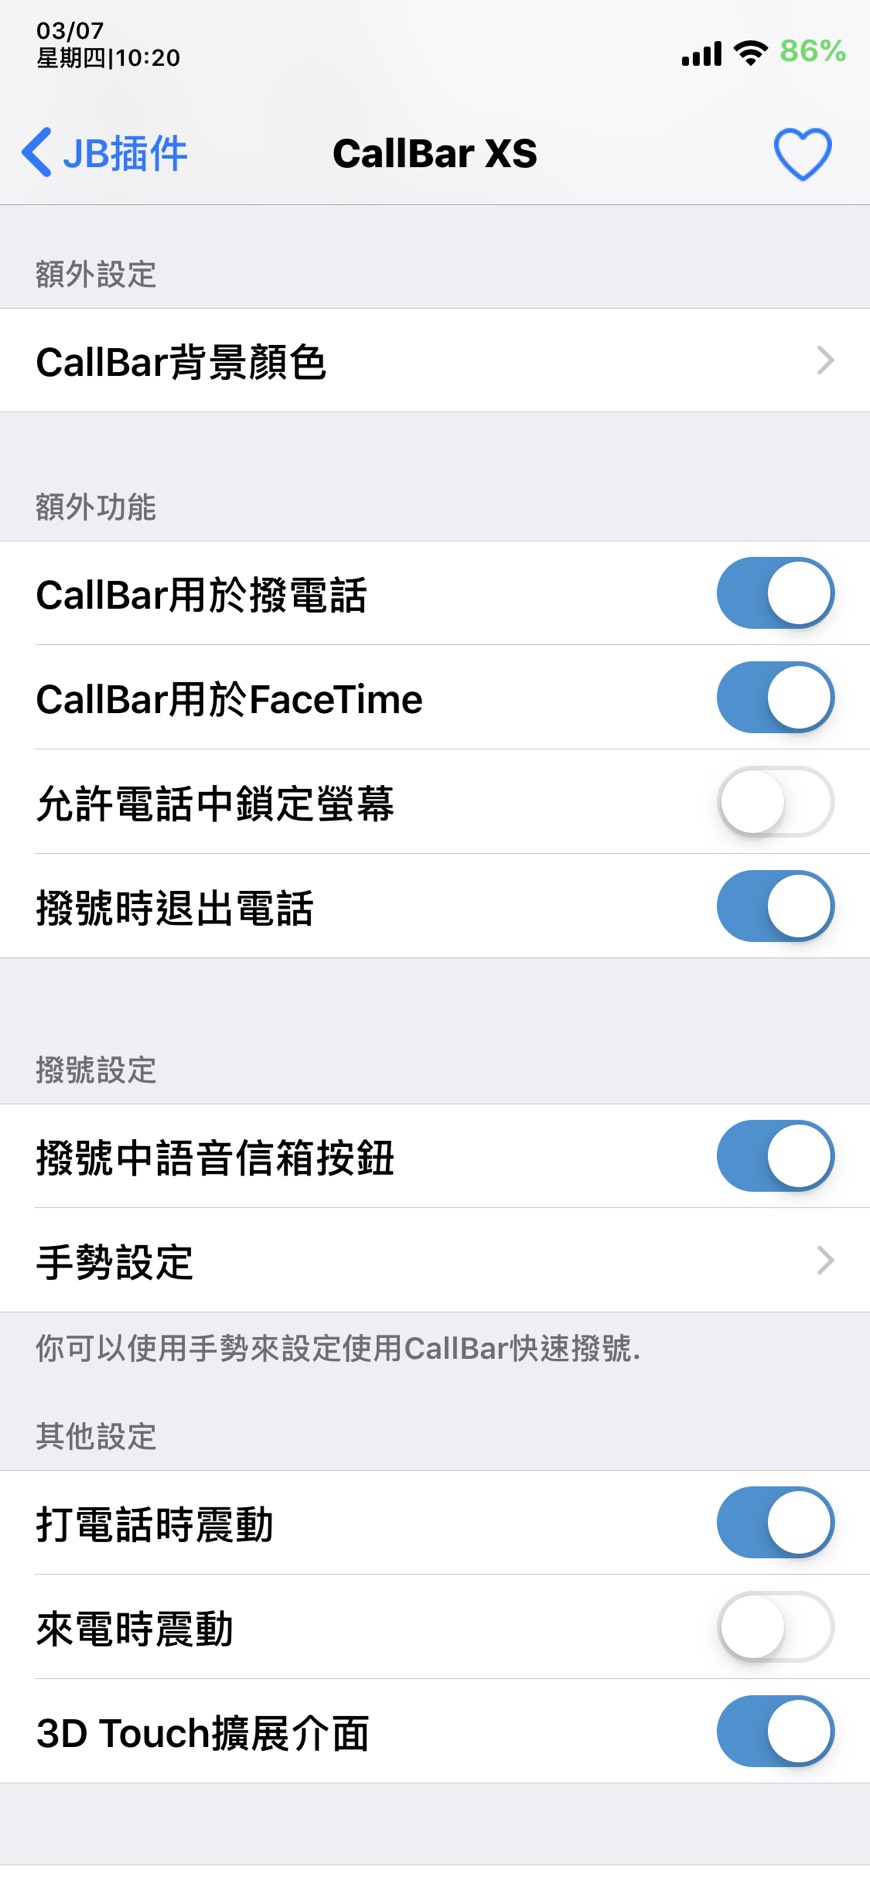 03/07
星期四|10:20
86%
JB插件
CallBar XS
額外設定
CallBar背景顏色
額外功能
CallBar用於撥電話
CallBar用於FaceTime
允許電話中鎖定螢幕
撥號時退出電話
撥號設定
撥號中語音信箱按鈕
手勢設定
你可以使用手勢來設定使用CallBar快速撥號.
其他設定
打電話時震動
來電時震動
3D Touch擴展介面